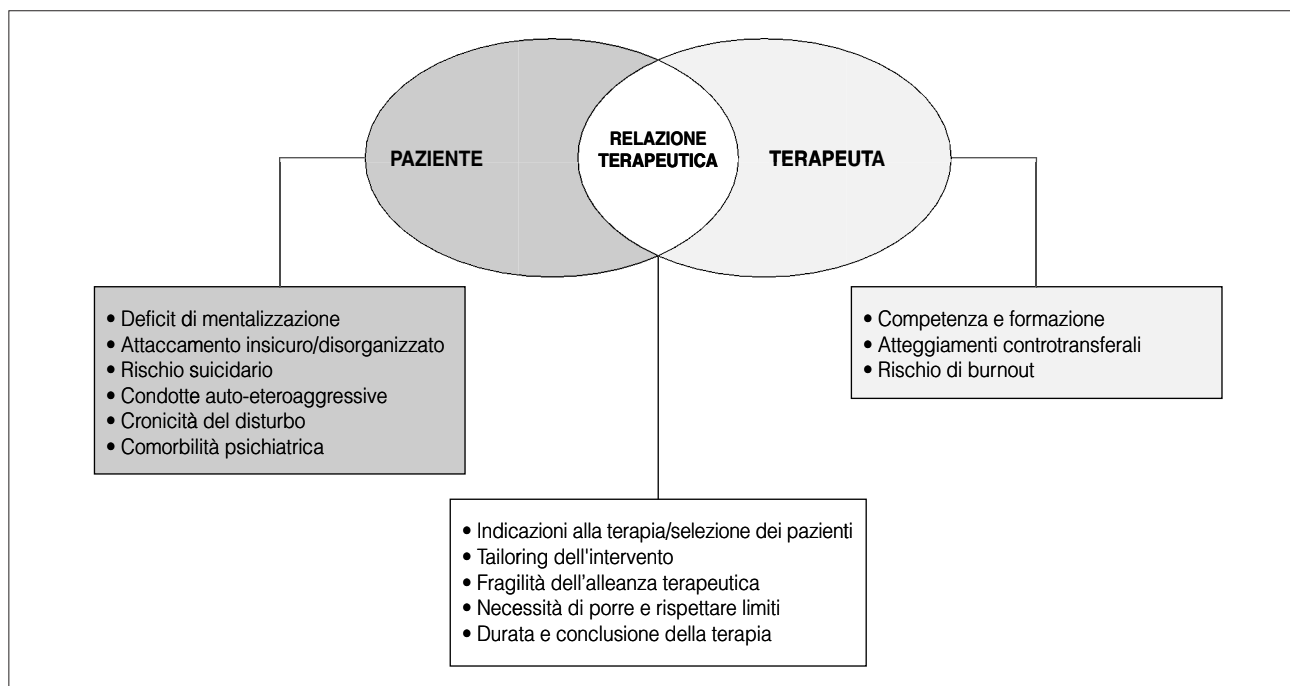 PAZIENTE
RELAZIONE
TERAPEUTICA
TERAPEUTA
• Deficit di mentalizzazione
• Attaccamento insicuro/disorganizzato
• Rischio suicidario
• Condotte auto-eteroaggressive
• Cronicità del disturbo
• Comorbilità psichiatrica
• Competenza e formazione
• Atteggiamenti controtransferali
• Rischio di burnout
• Indicazioni alla terapia/selezione dei pazienti
• Tailoring dell'intervento
• Fragilità dell'alleanza terapeutica
• Necessità di porre e rispettare limiti
• Durata e conclusione della terapia